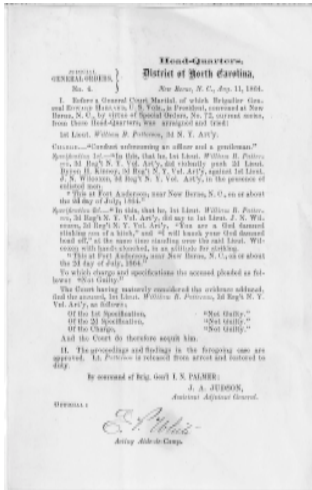 Head-Quarters,
District of North Carolina,
New Berne, N. C., Aug. 11, 1864.
GENERAL ORDERS,
No. 4.
I. Before a General Court Martial, of which Brigadier Gen-
eral EDWARD HARLAND, U. S. Vols., is President, convened at New
Berne, N. C., by virtue of Special Orders, No. 72, current series,
from these Head-Quarters, was arraigned and tried:
1st Lieut. William B. Patterson, 3d N. Y. Art'y.
CHARGE—"Conduct unbecoming an officer and a gentleman."
Specification 1st—"In this, that he, 1st Lieut. William B. Patter-
son, 3d Reg't N. Y. Vol. Art'y, did violently push 2d Lieut.
Byron H. Kinney, 3d Reg't N. Y. Vol. Art'y, against 1st Lieut.
J. N. Wilcoxen, 3d Reg't N. Y. Vol. Art'y, in the presence of
enlisted men.
"This at Fort Anderson, near New Berne, N. C., on or about
the 2d day of July, 1864."
Specification 2d—"In this, that he, 1st Lieut. William B. Patter-
son, 3d Reg't N. Y. Vol. Art'y, did say to 1st Lieut. J. N. Wil-
coxen, 3d Reg't N. Y. Vol. Art'y, "You are a God damned
stinking son of a bitch," and "I will knock your God damned
head off," at the same time standing over the said Lieut. Wil-
coxen with hands clenched, in an attitude for striking.
"This at Fort Anderson, near New Berne, N. C., on or about
the 2d day of July, 1864."
To which charge and specifications the accused pleaded as fol-
lows: "Not Guilty."
The Court having maturely considered the evidence adduced,
find the accused, 1st Lieut. William B. Patterson, 3d Reg't N. Y.
Vol. Art'y, as follows:
Of the 1st Specification, "Not Guilty."
Of the 2d Specification, "Not Guilty."
Of the Charge, "Not Guilty."
And the Court do therefore acquit him.
II. The proceedings and findings in the foregoing case are
approved. Lt. Patterson is released from arrest and restored to
duty.
By command of Brig. Gen'l I. N. PALMER:
J. A. JUDSON,
Assistant Adjutant General.
OFFICIAL:
Acting Aide-de-Camp.